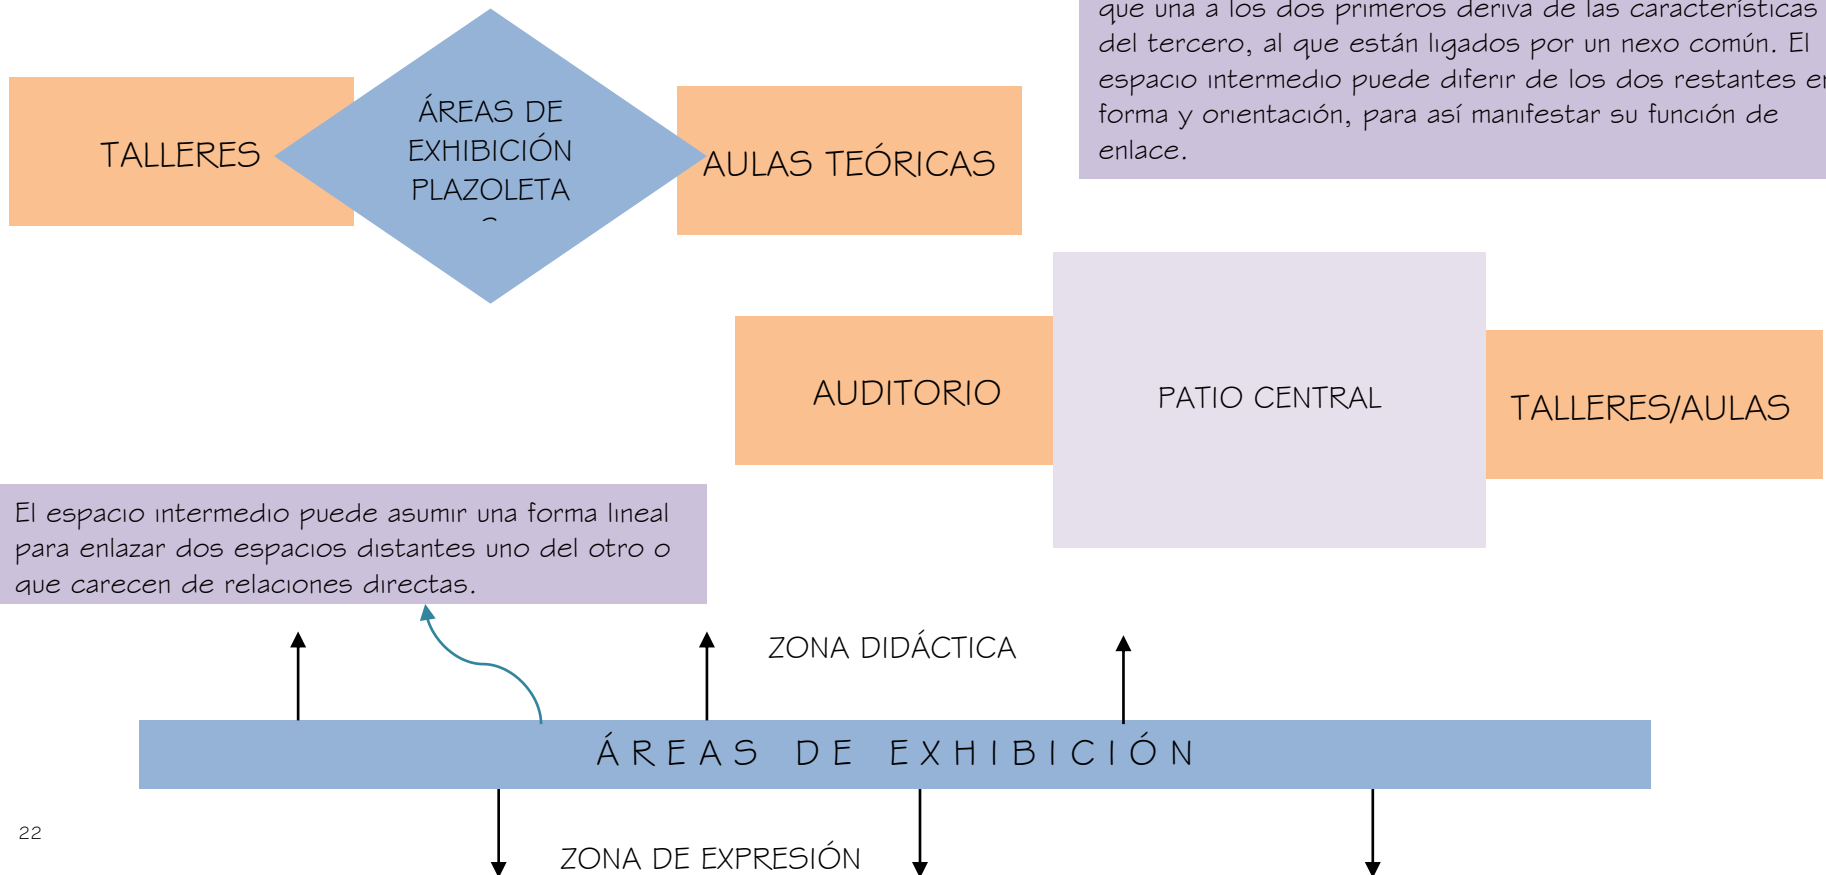 que una a los dos primeros deriva de las características
del tercero, al que están ligados por un nexo común. El
espacio intermedio puede diferir de los dos restantes en
forma y orientación, para así manifestar su función de
enlace.
TALLERES
ÁREAS DE
EXHIBICIÓN
PLAZOLETA
AULAS TEÓRICAS
AUDITORIO
PATIO CENTRAL
TALLERES/AULAS
El espacio intermedio puede asumir una forma lineal
para enlazar dos espacios distantes uno del otro o
que carecen de relaciones directas.
ZONA DIDÁCTICA
ÁREAS DE EXHIBICIÓN
22
ZONA DE EXPRESIÓN